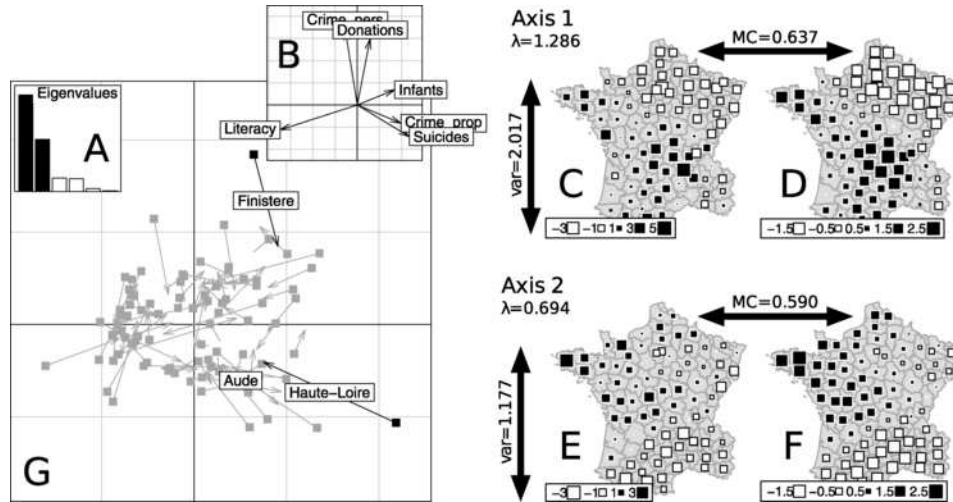 Crime_pers
Donations
B
Infants
Crime_prop
Suicides
Literacy
Eigenvalues
A
Finistere
Aude
Haute−Loire
G
Axis 1
λ=1.286
MC=0.637
var=2.017
C
D
−3 −1 1 3 5
−1.5 −0.5 0.5 1.5 2.5
Axis 2
λ=0.694
MC=0.590
var=1.177
E
F
−3 −1 1 3
−1.5 −0.5 0.5 1.5 2.5